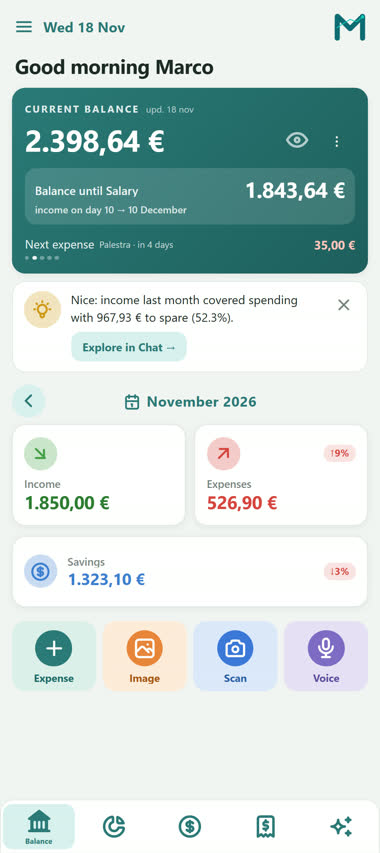 Wed 18 Nov
Good morning Marco
CURRENT BALANCE upd. 18 nov
2.398,64 €
Balance until Salary 1.843,64 €
income on day 10 → 10 December
Next expense Palestra · in 4 days 35,00 €
Nice: income last month covered spending
with 967,93 € to spare (52.3%).
Explore in Chat →
November 2026
Income
1.850,00 €
↑9%
Expenses
526,90 €
Savings
1.323,10 €
↓3%
Expense
Image
Scan
Voice
Balance